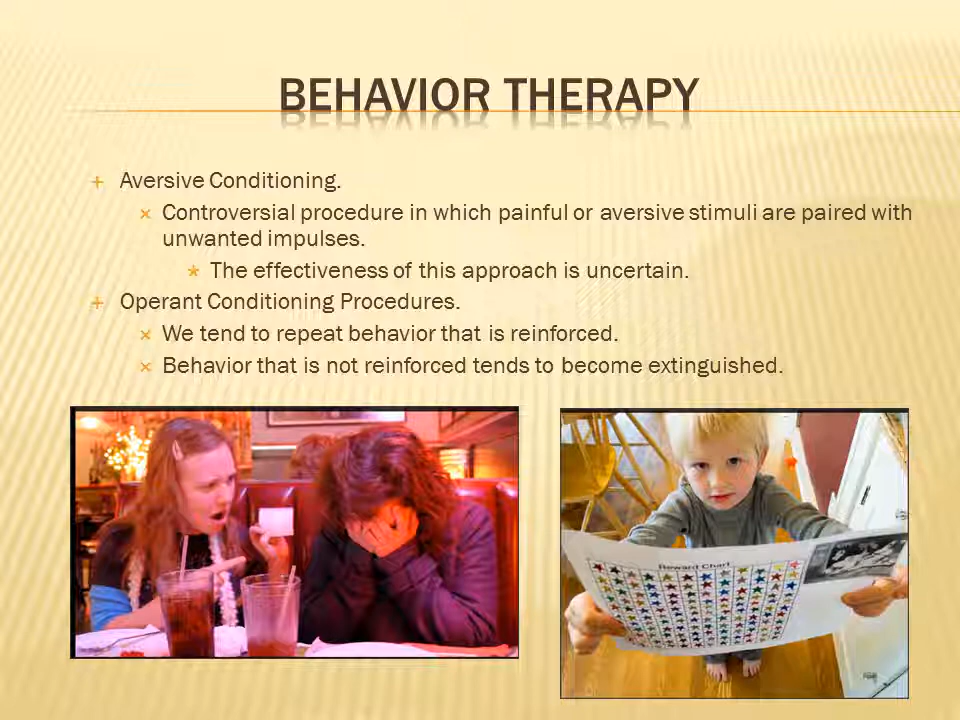 BEHAVIOR THERAPY
Aversive Conditioning.
Controversial procedure in which painful or aversive stimuli are paired with
unwanted impulses.
The effectiveness of this approach is uncertain.
Operant Conditioning Procedures.
We tend to repeat behavior that is reinforced.
Behavior that is not reinforced tends to become extinguished.
Reward Chart